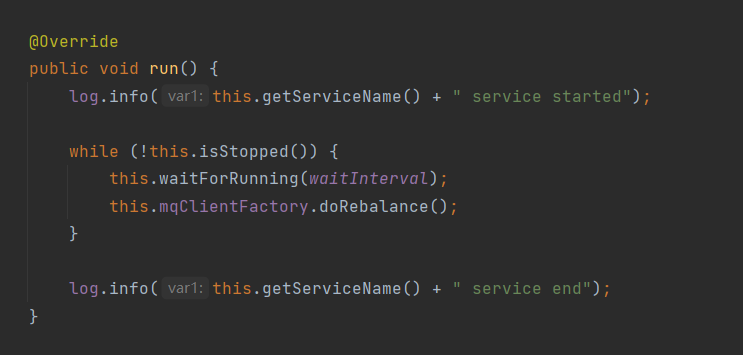 @Override
public void run() {
log.info( var1: this.getServiceName() + " service started");
while (!this.isStopped()) {
this.waitForRunning(waitInterval);
this.mqClientFactory.doRebalance();
}
log.info( var1: this.getServiceName() + " service end");
}